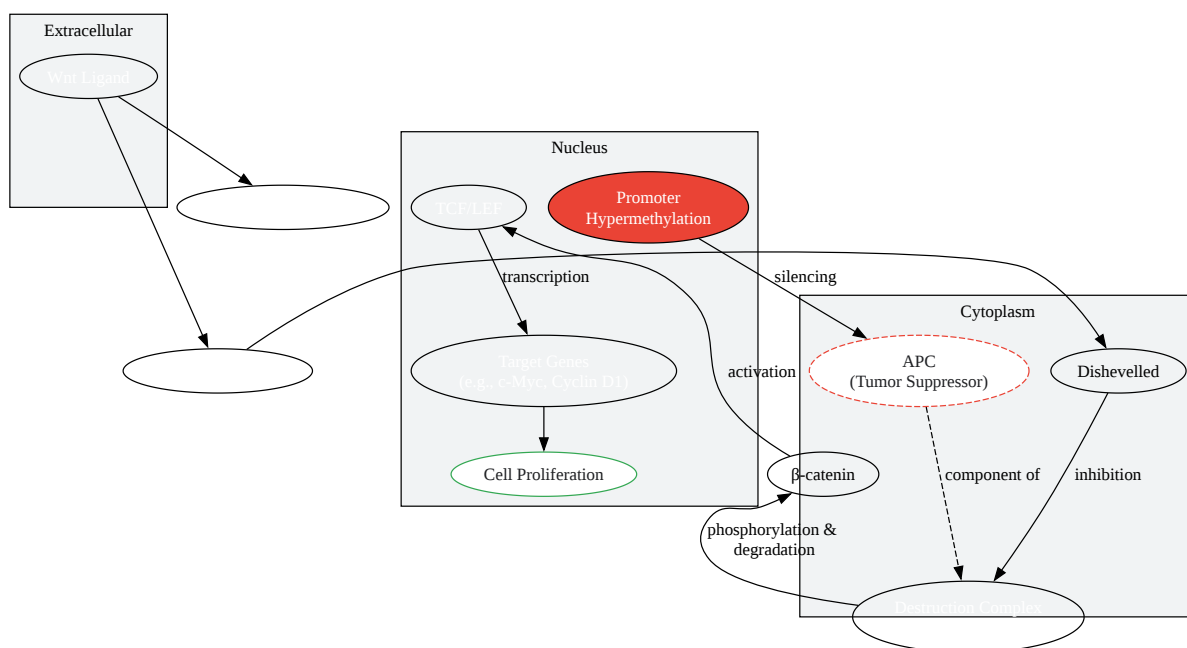 Extracellular
Wnt Ligand
Nucleus
TCF/LEF
Promoter
Hypermethylation
transcription
silencing
Cytoplasm
Target Genes
(e.g., c-Myc, Cyclin D1)
activation
APC
(Tumor Suppressor)
Dishevelled
Cell Proliferation
β-catenin
component of
inhibition
phosphorylation &
degradation
Destruction Complex